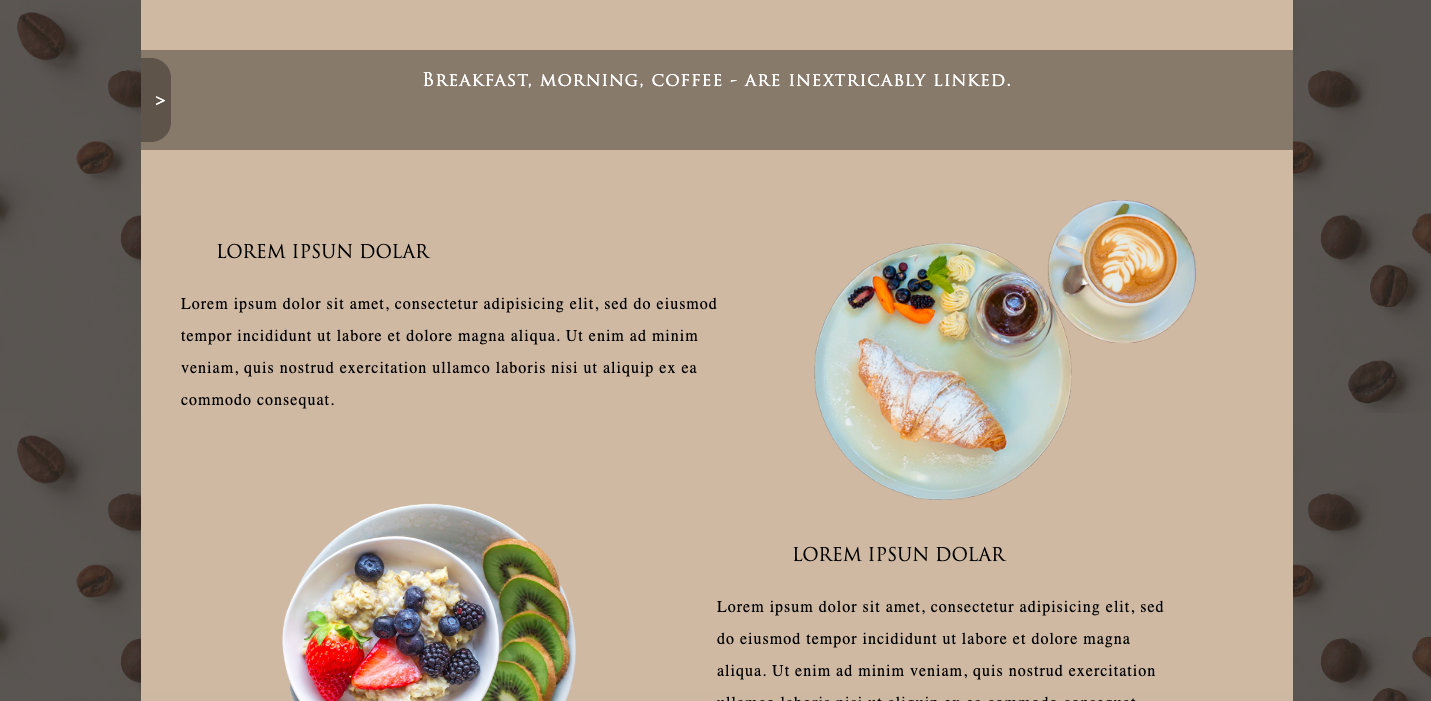 Breakfast, morning, coffee - are inextricably linked.
>
LOREM IPSUN DOLAR
Lorem ipsum dolor sit amet, consectetur adipisicing elit, sed do eiusmod
tempor incididunt ut labore et dolore magna aliqua. Ut enim ad minim
veniam, quis nostrud exercitation ullamco laboris nisi ut aliquip ex ea
commodo consequat.
LOREM IPSUN DOLAR
Lorem ipsum dolor sit amet, consectetur adipisicing elit, sed
do eiusmod tempor incididunt ut labore et dolore magna
aliqua. Ut enim ad minim veniam, quis nostrud exercitation